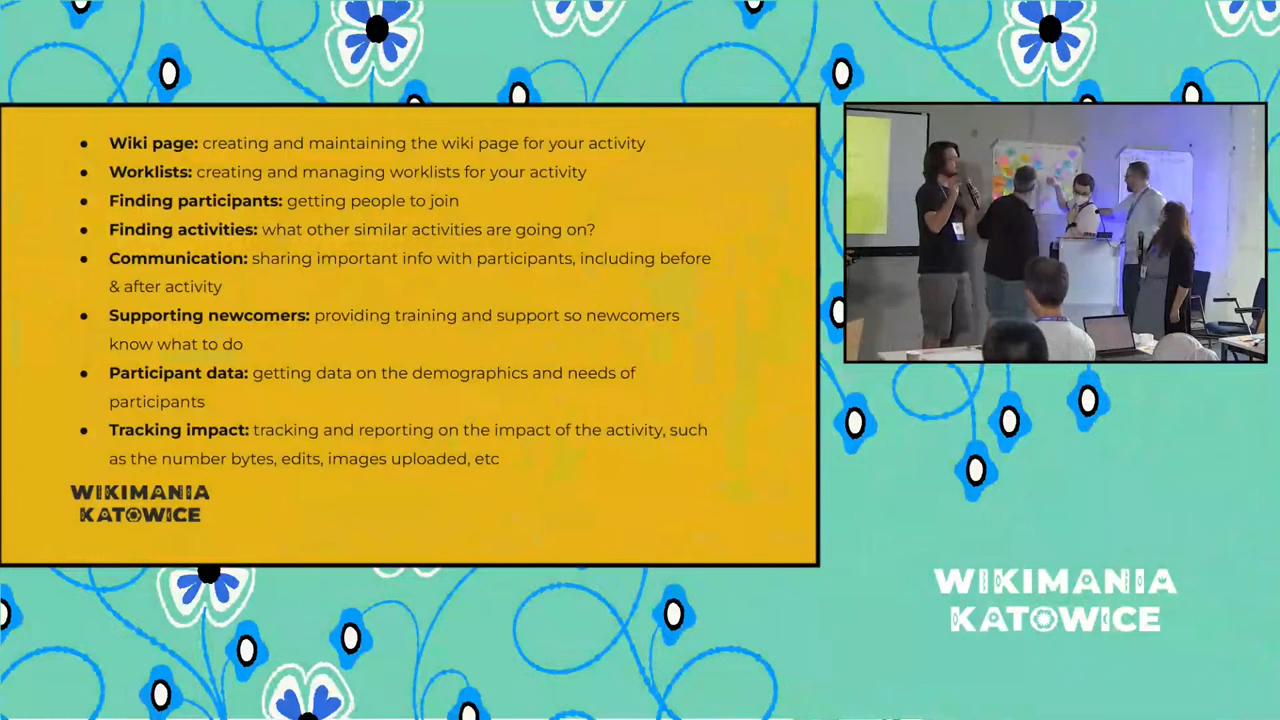 ● Wiki page: creating and maintaining the wiki page for your activity
● Worklists: creating and managing worklists for your activity
● Finding participants: getting people to join
● Finding activities: what other similar activities are going on?
● Communication: sharing important info with participants, including before
& after activity
● Supporting newcomers: providing training and support so newcomers
know what to do
● Participant data: getting data on the demographics and needs of
participants
● Tracking impact: tracking and reporting on the impact of the activity, such
as the number bytes, edits, images uploaded, etc
WIKIMANIA
KATOWICE
WIKIMANIA
KATOWICE